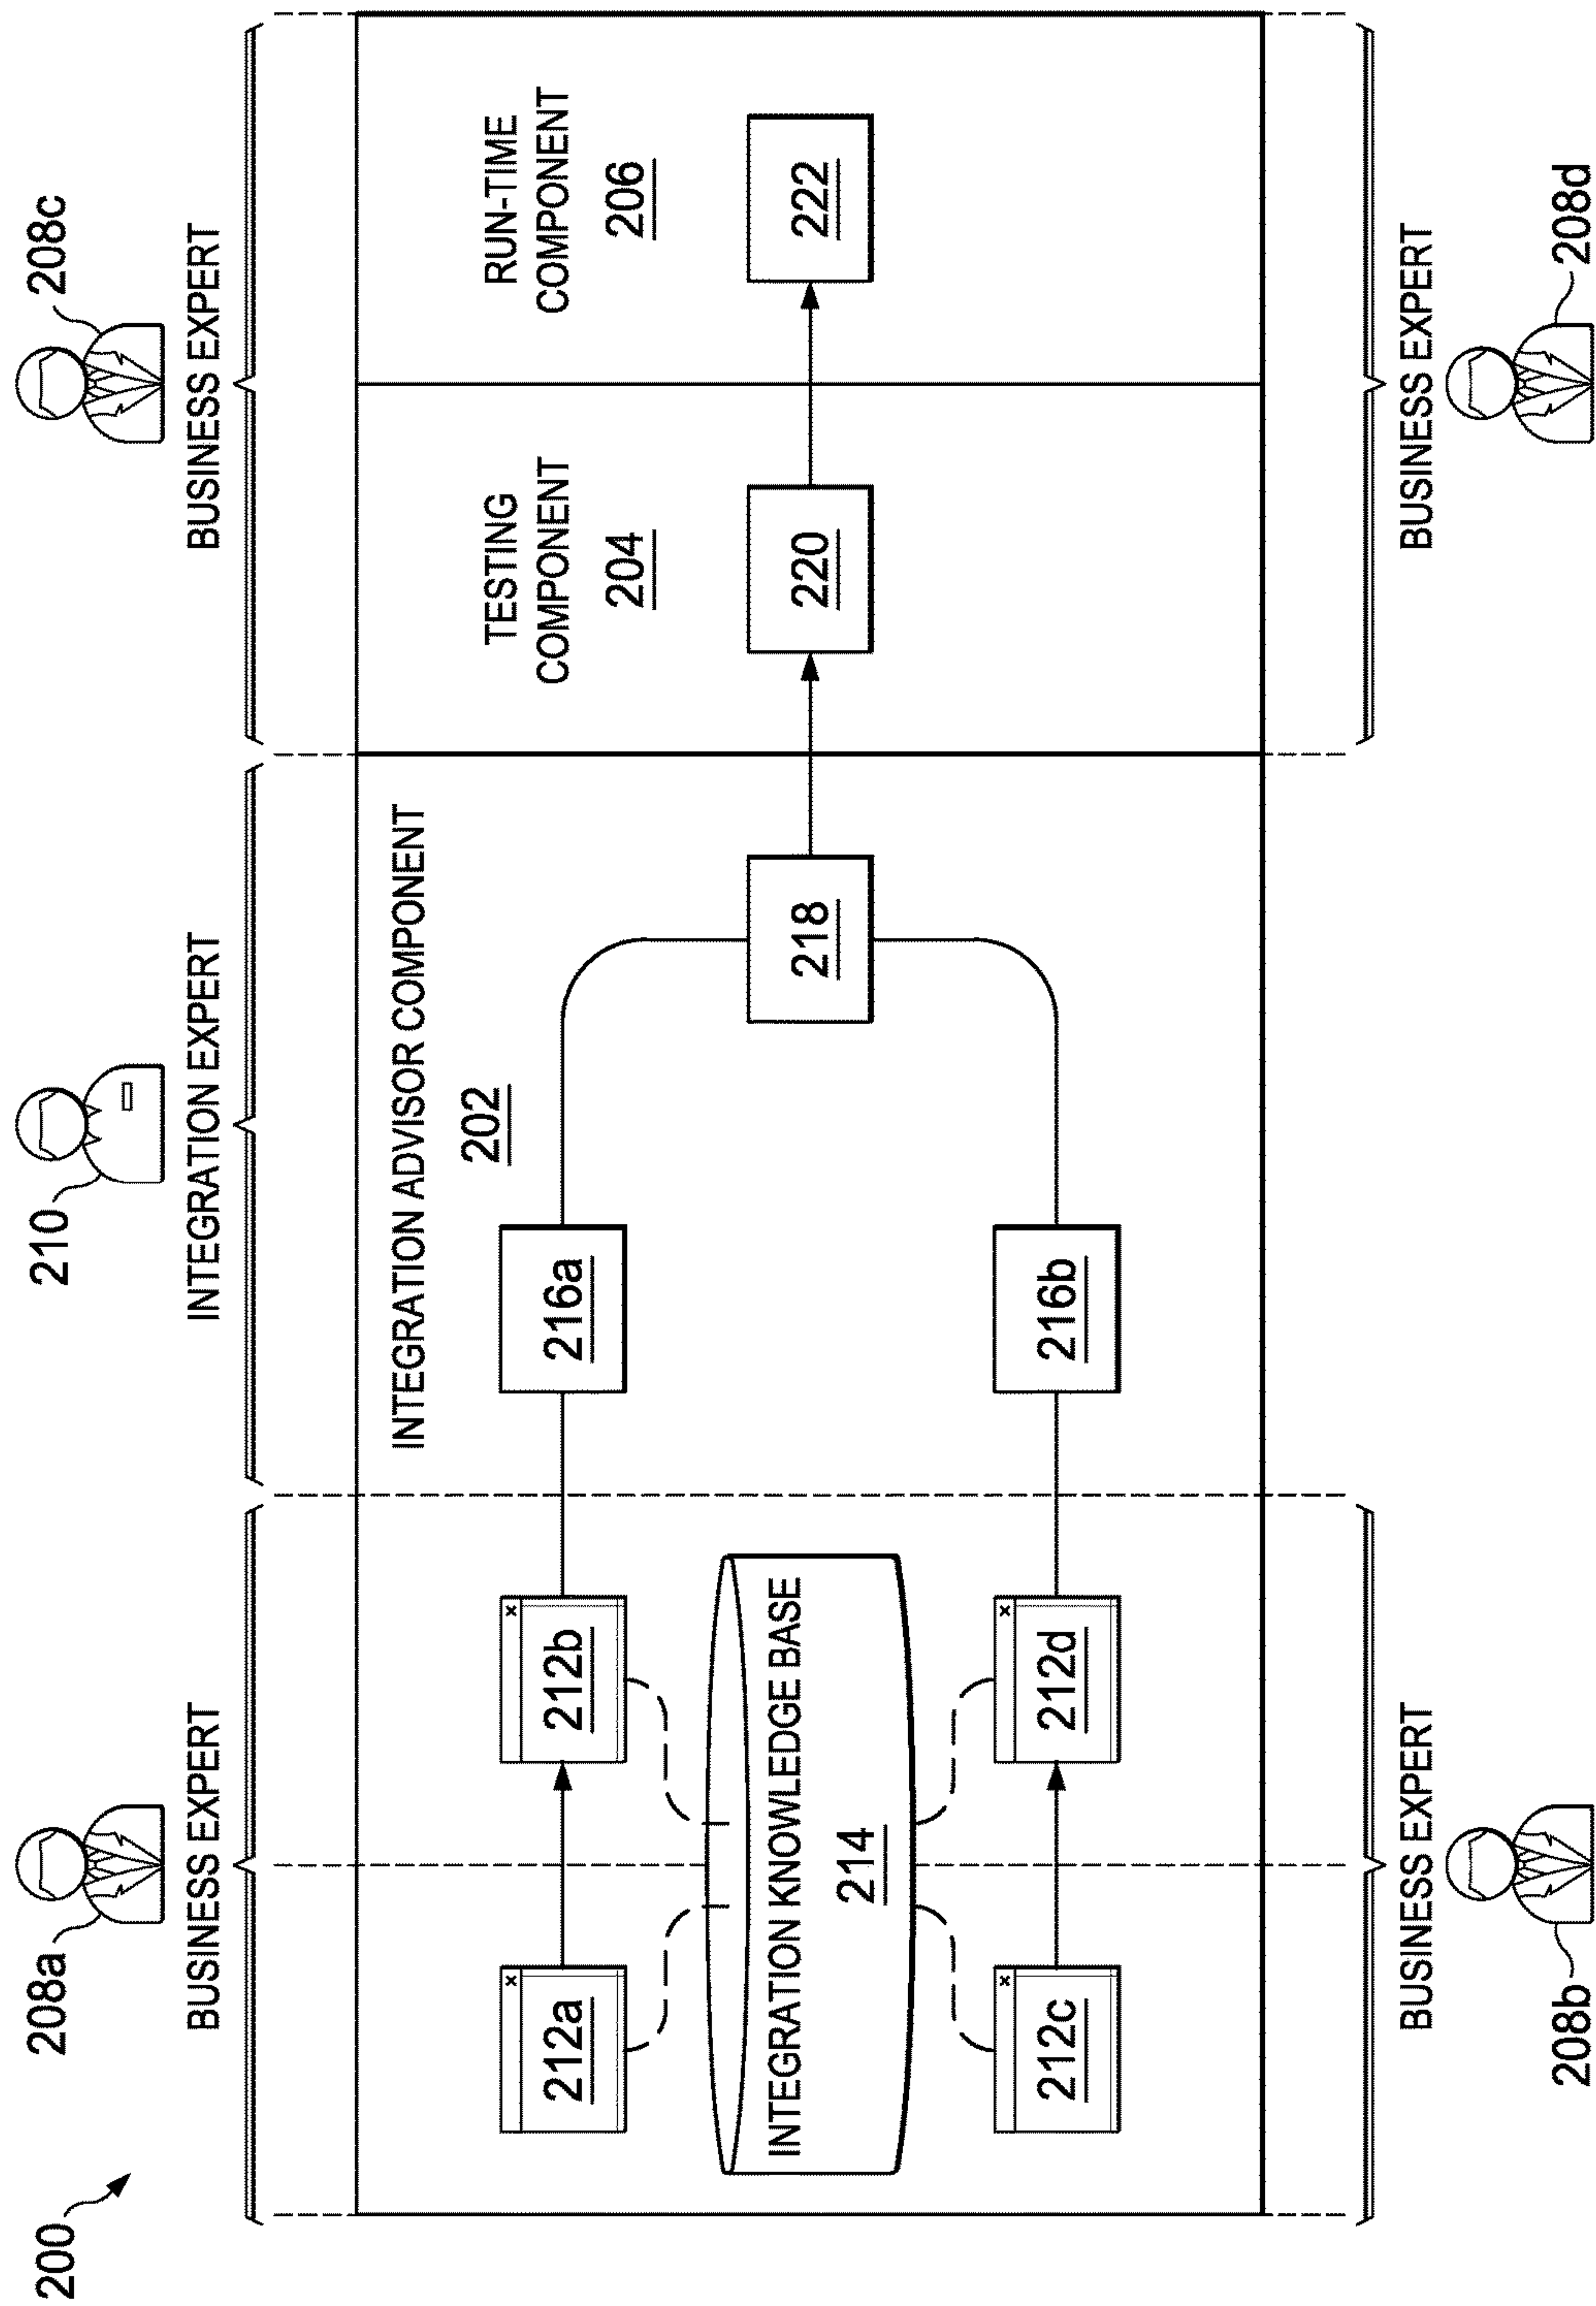 200
208a
210
208c
BUSINESS EXPERT
INTEGRATION EXPERT
BUSINESS EXPERT
INTEGRATION ADVISOR COMPONENT
202
TESTING
COMPONENT
204
RUN-TIME
COMPONENT
206
212a
212b
216a
INTEGRATION KNOWLEDGE BASE
214
218
220
222
212c
212d
216b
BUSINESS EXPERT
BUSINESS EXPERT
208b
208d